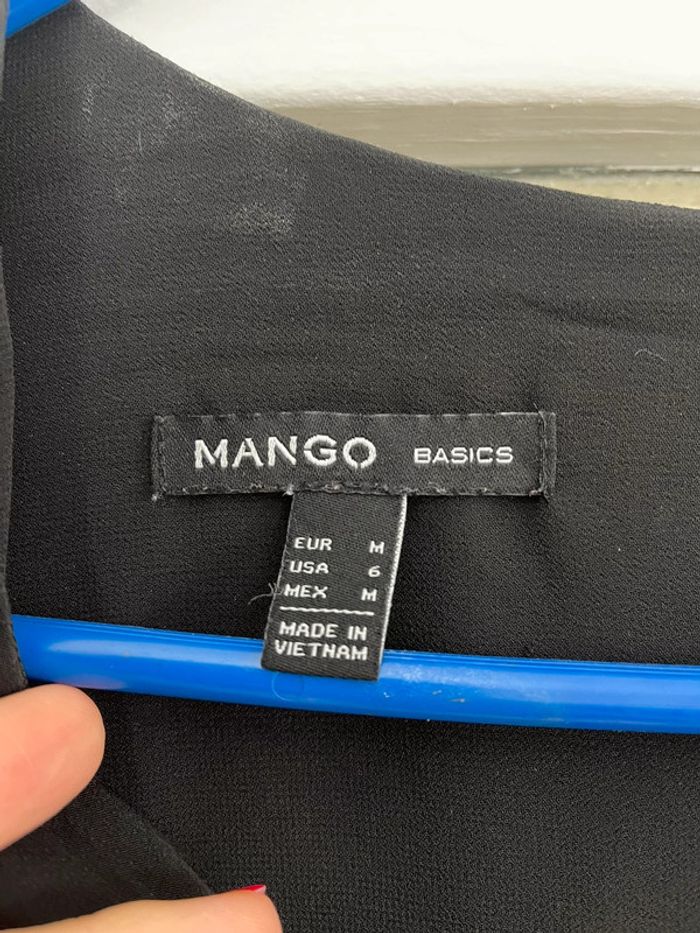 MANGO BASICS
EUR M
USA 6
MEX M
MADE IN
VIETNAM